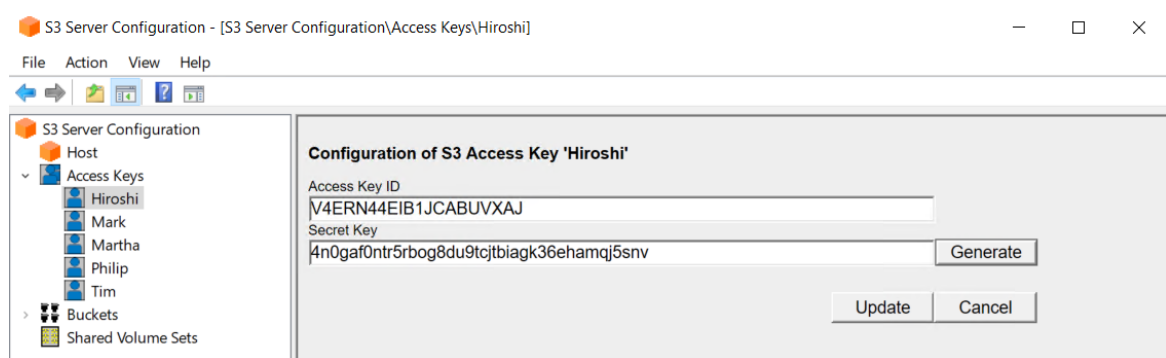 S3 Server Configuration - [S3 Server Configuration\Access Keys\Hiroshi]
File Action View Help
S3 Server Configuration
Host
Access Keys
Hiroshi
Mark
Martha
Philip
Tim
Buckets
Shared Volume Sets
Configuration of S3 Access Key 'Hiroshi'
Access Key ID
V4ERN44EIB1JCABUVXAJ
Secret Key
4n0gaf0ntr5rbog8du9tcjtbiagk36ehamqj5snv
Generate
Update Cancel